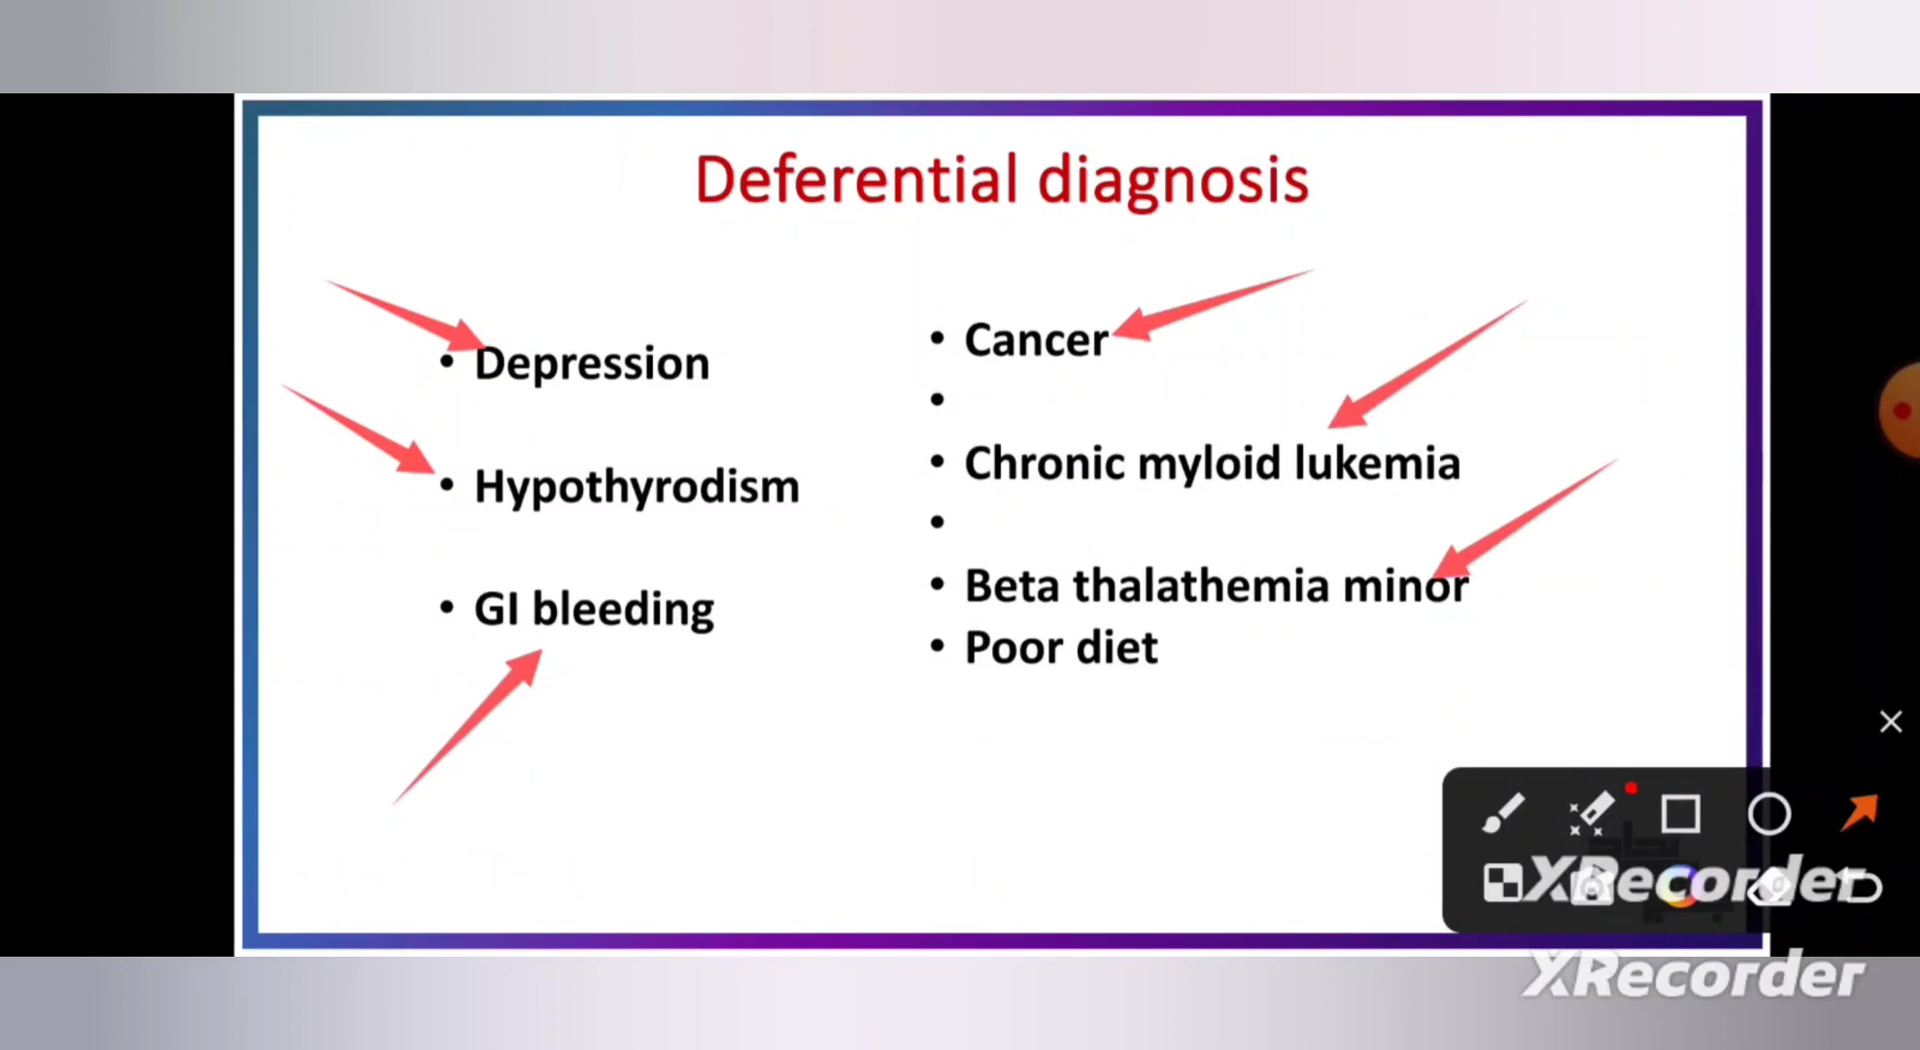 Deferential diagnosis
• Depression
• Hypothyrodism
• GI bleeding
• Cancer
•
• Chronic myloid lukemia
•
• Beta thalathemia minor
• Poor diet
XRecorder
XRecorder